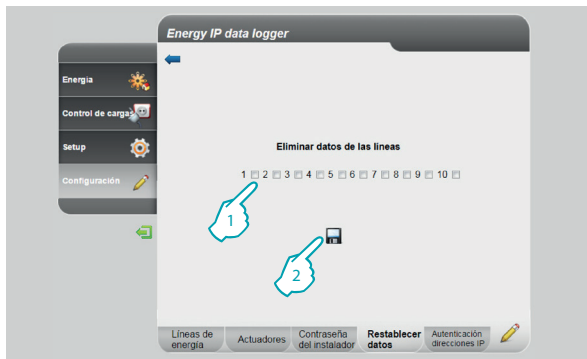 Energy IP data logger
Energía
Control de cargas
Setup
Configuración
Eliminar datos de las lineas
1 2 3 4 5 6 7 8 9 10
1
2
Líneas de
energía
Actuadores
Contraseña
del instalador
Restablecer
datos
Autenticación
direcciones IP